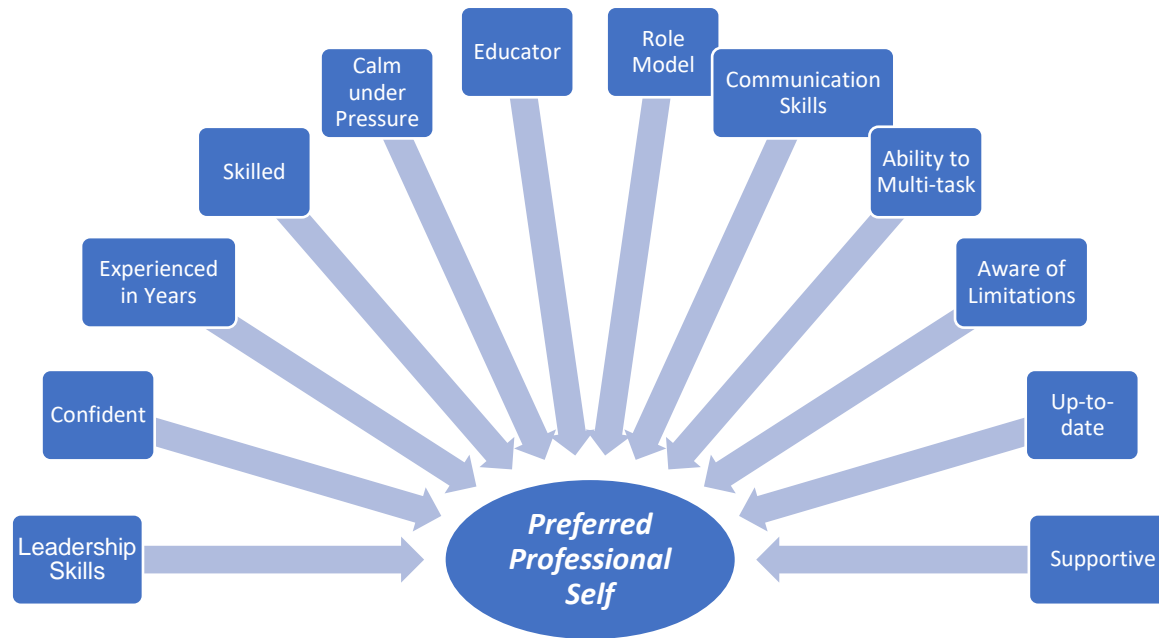 Educator
Role
Model
Calm
under
Pressure
Communication
Skills
Skilled
Ability to
Multi-task
Experienced
in Years
Aware of
Limitations
Confident
Up-to-
date
Leadership
Skills
Preferred
Professional
Self
Supportive